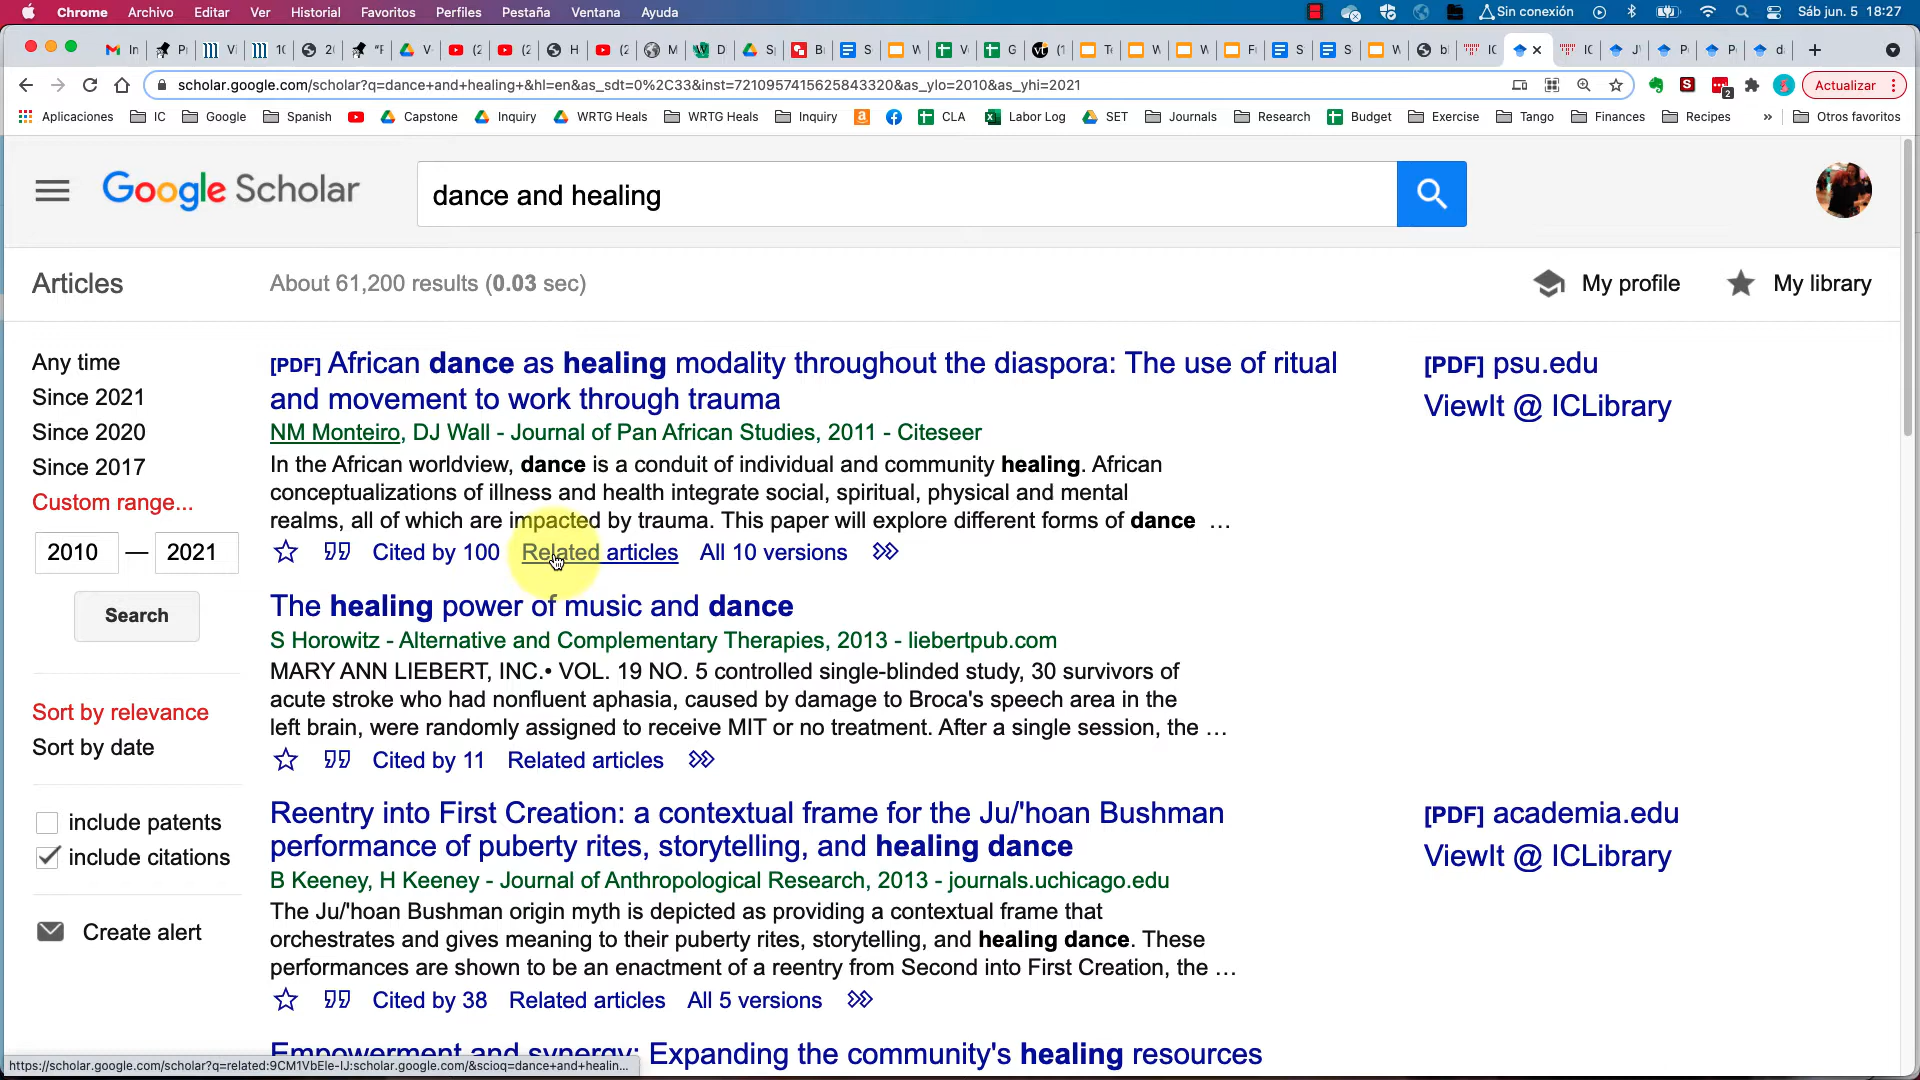 Chrome Archivo Editar Ver Historial Favoritos Perfiles Pestaña Ventana Ayuda Sin conexión Sáb jun. 5 18:27
scholar.google.com/scholar?q=dance+and+healing+&hl=en&as_sdt=0%2C33&inst=7210957415625843320&as_ylo=2010&as_yhi=2021 2 Actualizar
Aplicaciones IC Google Spanish Capstone Inquiry WRTG Heals WRTG Heals Inquiry CLA Labor Log SET Journals Research Budget Exercise Tango Finances Recipes » Otros favoritos
Google Scholar
dance and healing
Articles
About 61,200 results (0.03 sec)
My profile
My library
Any time
Since 2021
Since 2020
Since 2017
Custom range...
2010 — 2021
Search
Sort by relevance
Sort by date
include patents
include citations
Create alert
[PDF] African dance as healing modality throughout the diaspora: The use of ritual
and movement to work through trauma
NM Monteiro, DJ Wall - Journal of Pan African Studies, 2011 - Citeseer
In the African worldview, dance is a conduit of individual and community healing. African
conceptualizations of illness and health integrate social, spiritual, physical and mental
realms, all of which are impacted by trauma. This paper will explore different forms of dance …
Cited by 100 Related articles All 10 versions
[PDF] psu.edu
ViewIt @ ICLibrary
The healing power of music and dance
S Horowitz - Alternative and Complementary Therapies, 2013 - liebertpub.com
MARY ANN LIEBERT, INC.• VOL. 19 NO. 5 controlled single-blinded study, 30 survivors of
acute stroke who had nonfluent aphasia, caused by damage to Broca's speech area in the
left brain, were randomly assigned to receive MIT or no treatment. After a single session, the …
Cited by 11 Related articles
Reentry into First Creation: a contextual frame for the Ju/'hoan Bushman
performance of puberty rites, storytelling, and healing dance
B Keeney, H Keeney - Journal of Anthropological Research, 2013 - journals.uchicago.edu
The Ju/'hoan Bushman origin myth is depicted as providing a contextual frame that
orchestrates and gives meaning to their puberty rites, storytelling, and healing dance. These
performances are shown to be an enactment of a reentry from Second into First Creation, the …
Cited by 38 Related articles All 5 versions
[PDF] academia.edu
ViewIt @ ICLibrary
Empowerment and synergy: Expanding the community's healing resources
https://scholar.google.com/scholar?q=related:9CM1VbEle-IJ:scholar.google.com/&scioq=dance+and+healin...